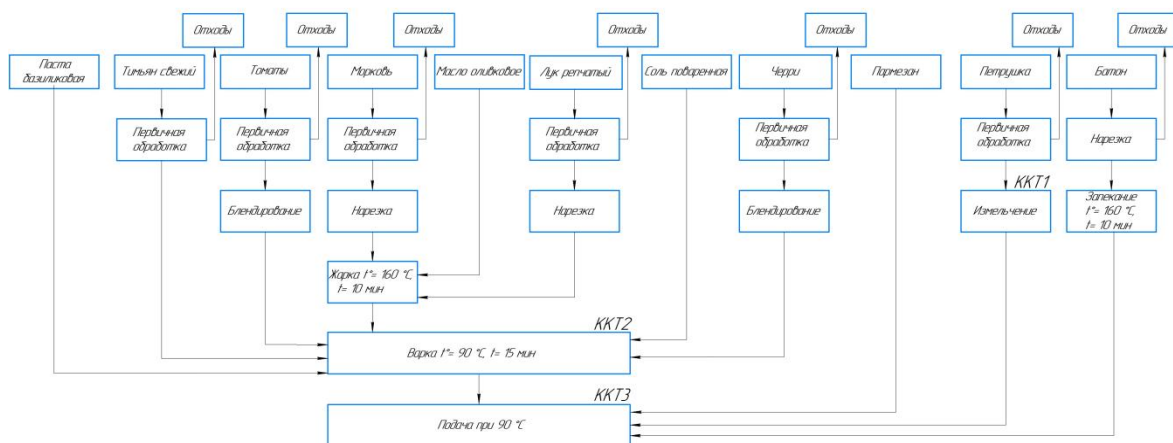 Отходы
Отходы
Отходы
Отходы
Отходы
Отходы
Отходы
Паста
базиликовая
Тимьян свежий
Томаты
Морковь
Масло оливковое
Лук репчатый
Соль поваренная
Черри
Пармезан
Петрушка
Батон
Первичная
обработка
Первичная
обработка
Первичная
обработка
Первичная
обработка
Первичная
обработка
Первичная
обработка
Нарезка
ККТ1
Блендирование
Нарезка
Нарезка
Блендирование
Измельчение
Запекание
t°= 160 °C,
t= 10 мин
Жарка t°= 160 °C,
t= 10 мин
ККТ2
Варка t°= 90 °C, t= 15 мин
ККТ3
Подача при 90 °C